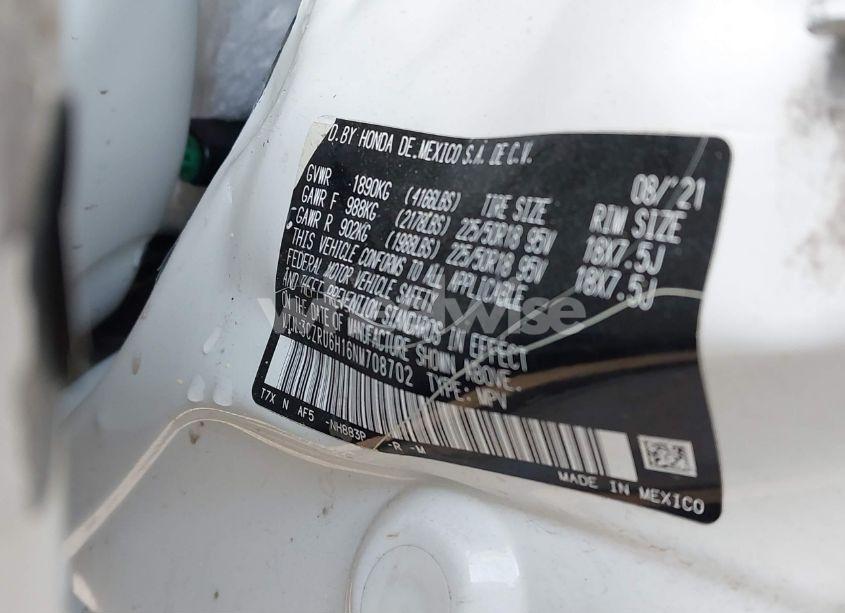 D. BY HONDA DE MEXICO S.A. DE C.V. 08/'21
GVWR 1890KG (4166LBS) TIRE SIZE RIM SIZE
GAWR F 988KG (2178LBS) 225/50R18 95V 18X7.5J
GAWR R 902KG (1988LBS) 225/50R18 95V 18X7.5J
THIS VEHICLE CONFORMS TO ALL APPLICABLE
FEDERAL MOTOR VEHICLE SAFETY
AND THEFT PREVENTION STANDARDS IN EFFECT
ON THE DATE OF MANUFACTURE SHOWN ABOVE.
VIN:3CZRU6H16NM708702 TYPE: MPV
T7X N AF5 -NH883P -R -M
MADE IN MEXICO